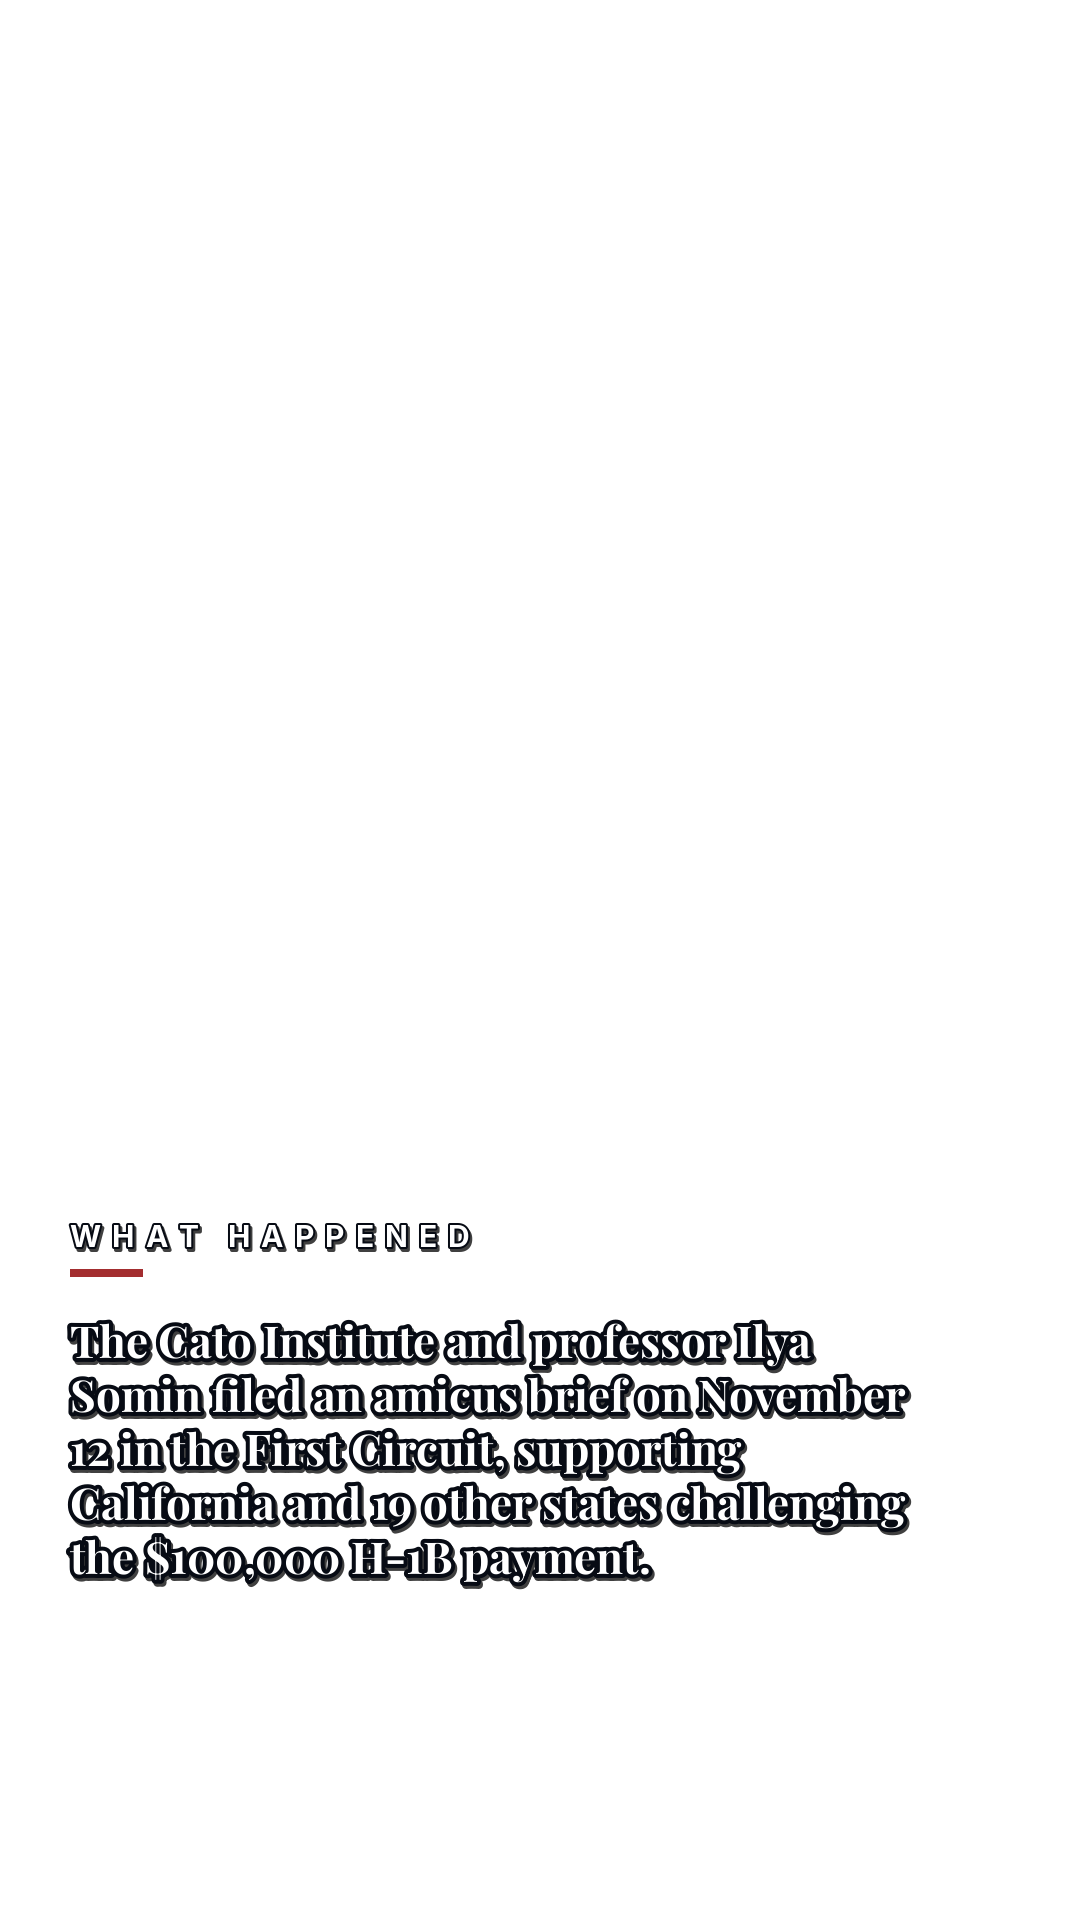 WHAT HAPPENED
The Cato Institute and professor Ilya
Somin filed an amicus brief on November
12 in the First Circuit, supporting
California and 19 other states challenging
the $100,000 H-1B payment.